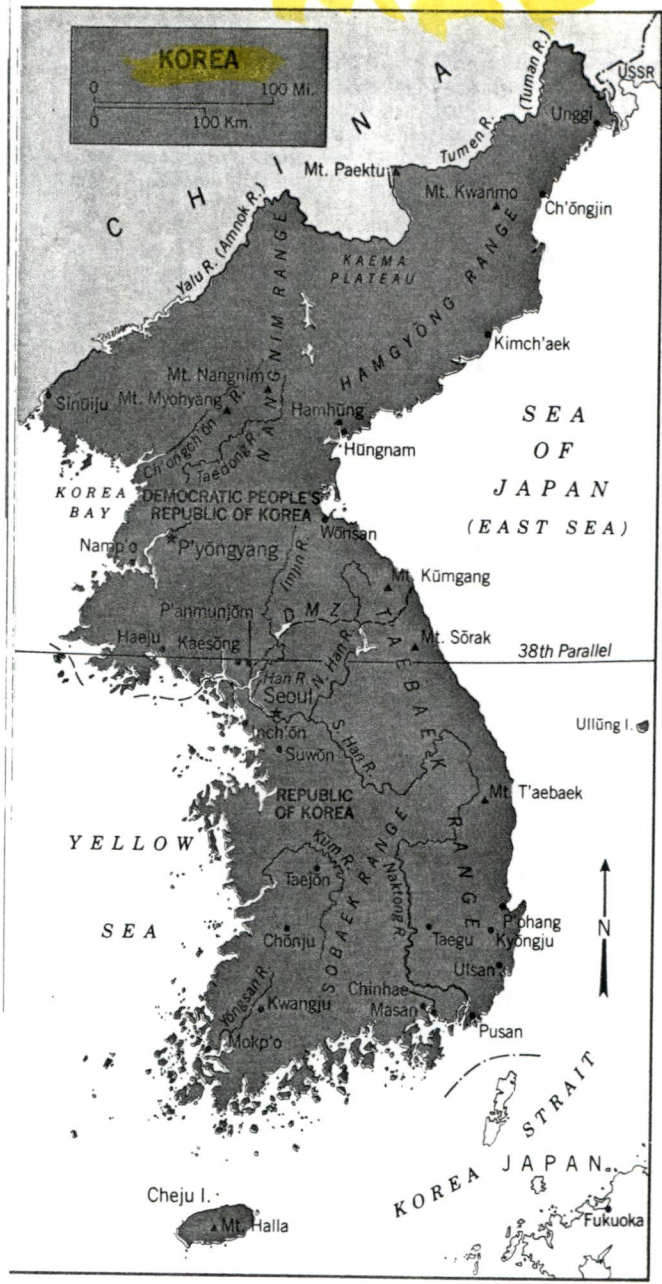 MAP
KOREA
0 100 Mi.
0 100 Km.
CHINA
USSR
Tumen R. (Tuman R.)
Unggi
Mt. Paektu
Mt. Kwanmo
Ch'ŏngjin
Yalu R. (Amnok R.)
KAEMA
PLATEAU
NANGNIM RANGE
HAMGYŎNG RANGE
Kimch'aek
Mt. Nangnim
Sinŭiju
Mt. Myohyang
Ch'ŏngch'ŏn R.
Taedong R.
Hamhŭng
Hŭngnam
SEA
OF
JAPAN
(EAST SEA)
KOREA
BAY
DEMOCRATIC PEOPLE'S
REPUBLIC OF KOREA
Wŏnsan
Namp'o
P'yŏngyang
Imjin R.
Mt. Kŭmgang
P'anmunjŏm
DMZ
Haeju
Kaesŏng
Mt. Sŏrak
38th Parallel
Han R.
N. Han R.
Seoul
TAEBAEK RANGE
Ullŭng I.
Inch'ŏn
S. Han R.
Suwŏn
REPUBLIC
OF KOREA
Mt. T'aebaek
YELLOW
SEA
Kŭm R.
Taejŏn
SOBAEK RANGE
Naktong R.
N
P'ohang
Chŏnju
Taegu
Kyŏngju
Ulsan
Yŏngsan R.
Chinhae
Kwangju
Masan
Pusan
Mokp'o
KOREA STRAIT
JAPAN
Cheju I.
Mt. Halla
Fukuoka